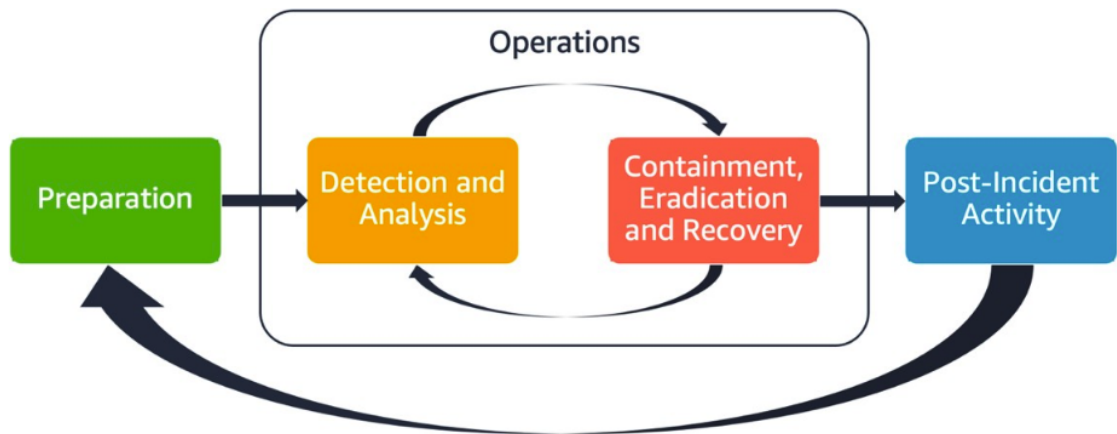 Operations
Preparation
Detection and
Analysis
Containment,
Eradication
and Recovery
Post-Incident
Activity